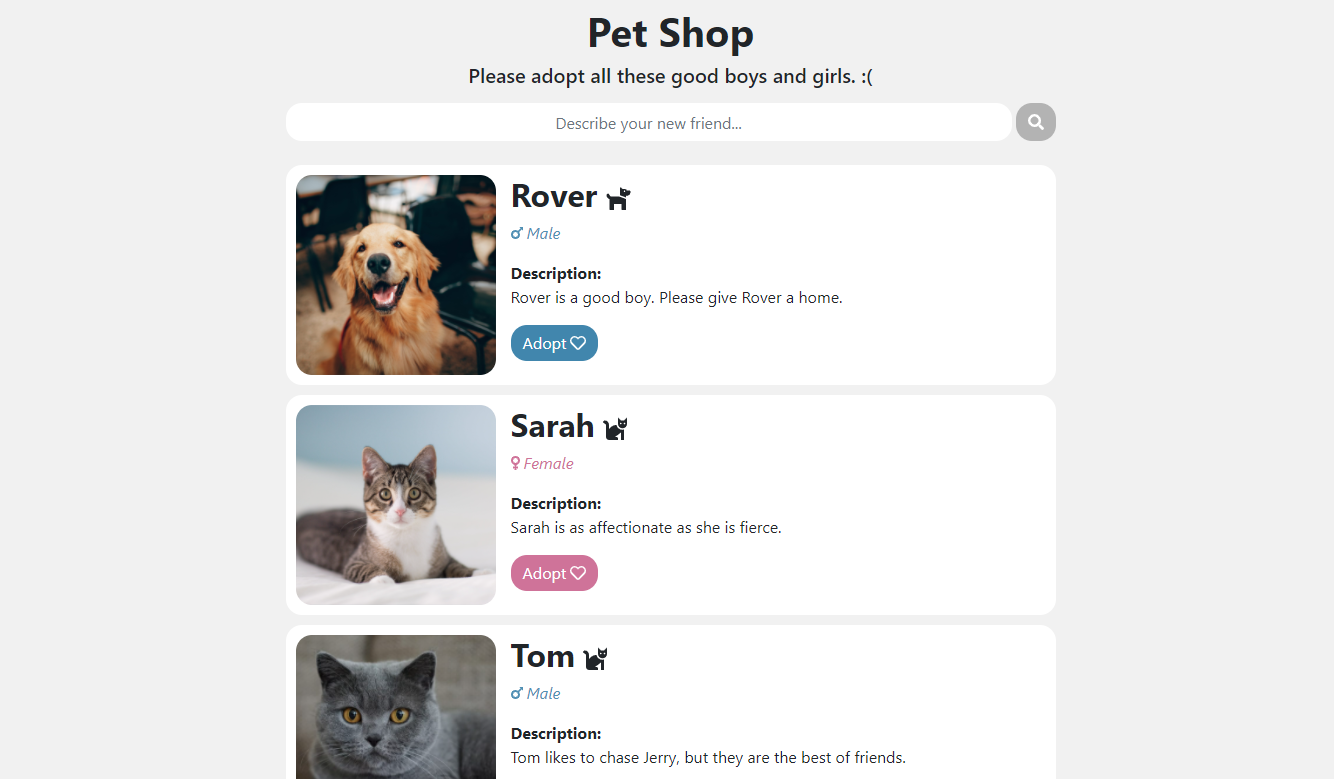 Pet Shop
Please adopt all these good boys and girls. :(
Describe your new friend...
Rover
Male
Description:
Rover is a good boy. Please give Rover a home.
Adopt
Sarah
Female
Description:
Sarah is as affectionate as she is fierce.
Adopt
Tom
Male
Description:
Tom likes to chase Jerry, but they are the best of friends.